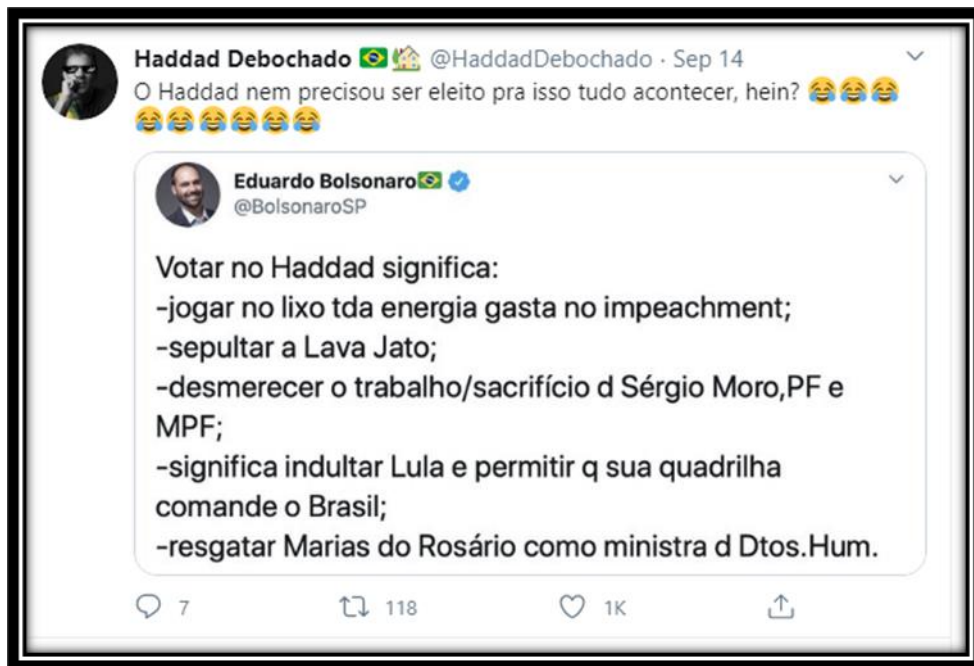 Haddad Debochado 🇧🇷🏡 @HaddadDebochado · Sep 14
O Haddad nem precisou ser eleito pra isso tudo acontecer, hein? 😂😂😂
😂😂😂😂😂😂
Eduardo Bolsonaro🇧🇷
@BolsonaroSP
Votar no Haddad significa:
-jogar no lixo tda energia gasta no impeachment;
-sepultar a Lava Jato;
-desmerecer o trabalho/sacrifício d Sérgio Moro,PF e
MPF;
-significa indultar Lula e permitir q sua quadrilha
comande o Brasil;
-resgatar Marias do Rosário como ministra d Dtos.Hum.
7 118 1K